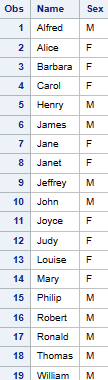 Obs Name Sex
1 Alfred M
2 Alice F
3 Barbara F
4 Carol F
5 Henry M
6 James M
7 Jane F
8 Janet F
9 Jeffrey M
10 John M
11 Joyce F
12 Judy F
13 Louise F
14 Mary F
15 Philip M
16 Robert M
17 Ronald M
18 Thomas M
19 William M